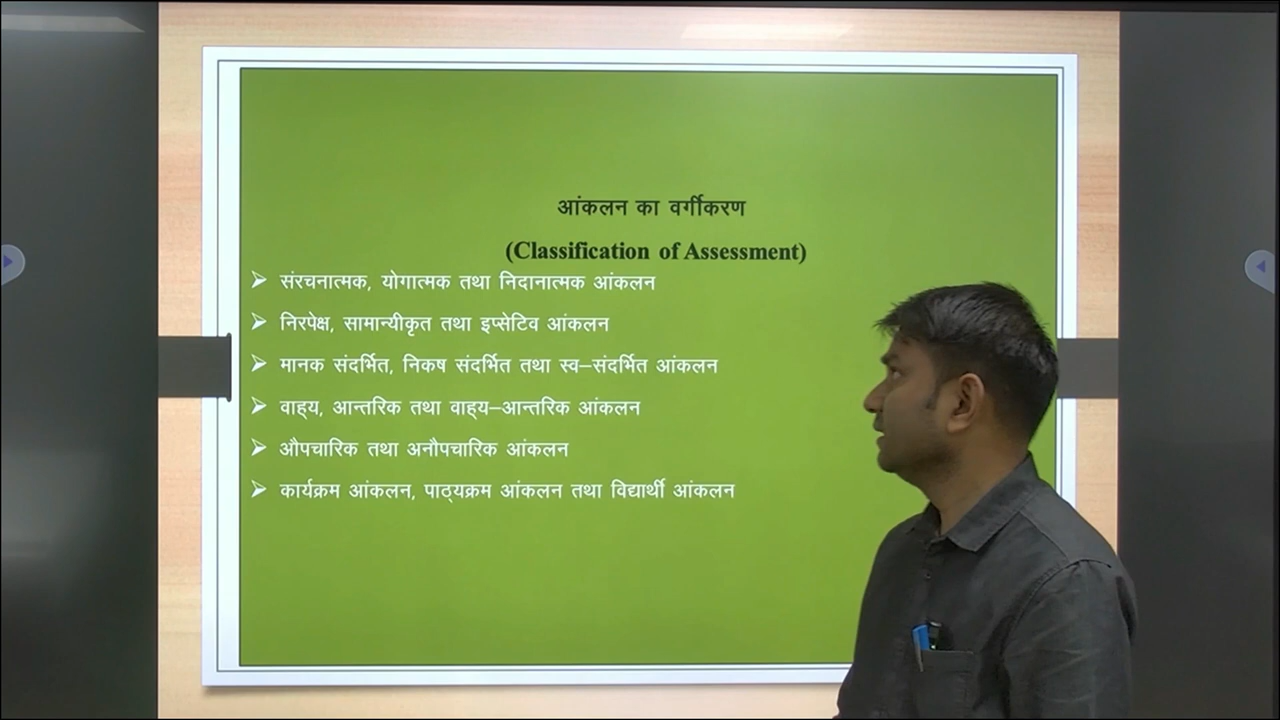 आंकलन का वर्गीकरण
(Classification of Assessment)
➢ संरचनात्मक, योगात्मक तथा निदानात्मक आंकलन
➢ निरपेक्ष, सामान्यीकृत तथा इप्सेटिव आंकलन
➢ मानक संदर्भित, निकष संदर्भित तथा स्व–संदर्भित आंकलन
➢ वाह्य, आन्तरिक तथा वाह्य–आन्तरिक आंकलन
➢ औपचारिक तथा अनौपचारिक आंकलन
➢ कार्यक्रम आंकलन, पाठ्यक्रम आंकलन तथा विद्यार्थी आंकलन